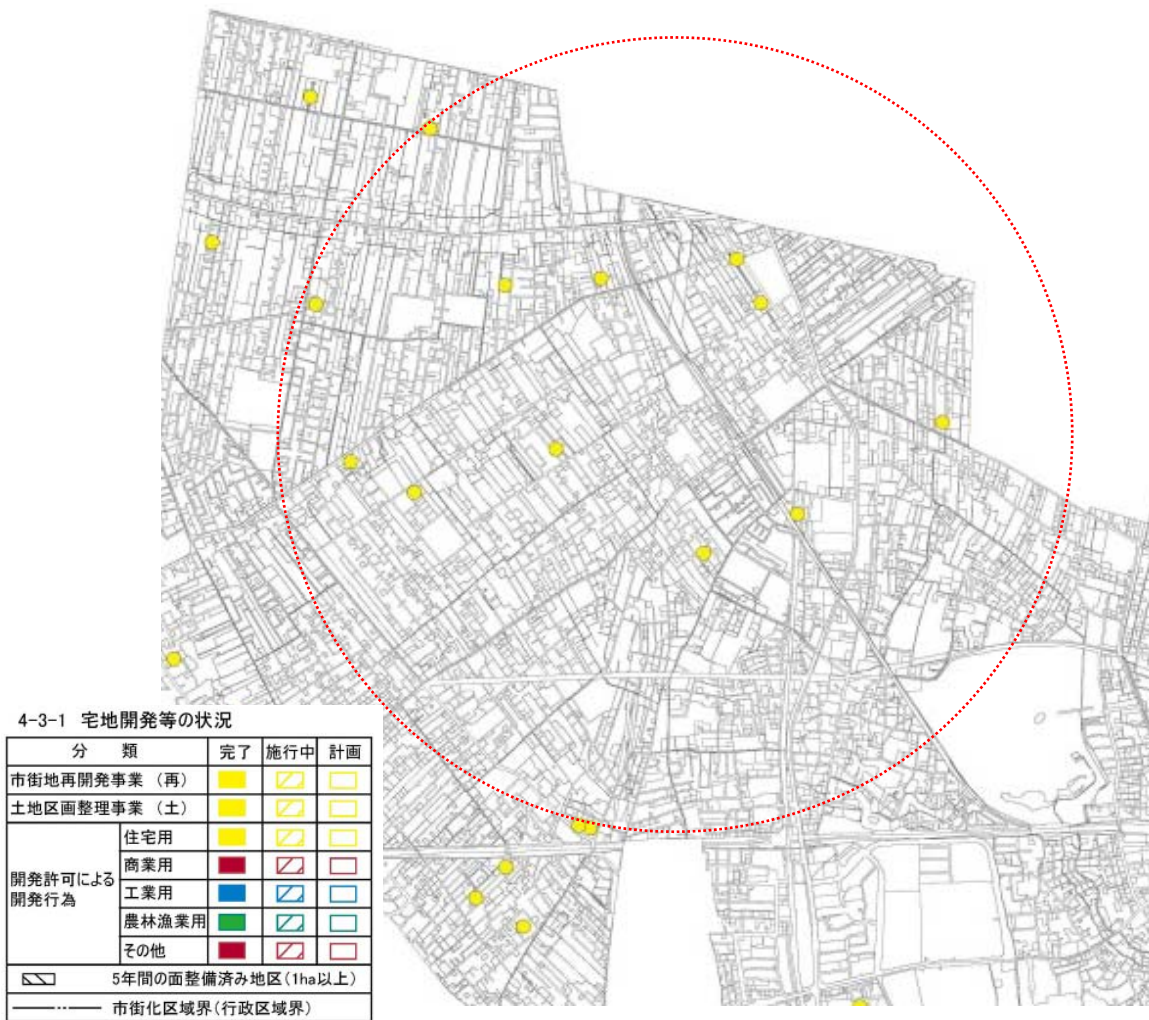 4-3-1 宅地開発等の状況
分 類 完了 施行中 計画
市街地再開発事業 (再)
土地区画整理事業 (土)
開発許可による
開発行為
住宅用
商業用
工業用
農林漁業用
その他
5年間の面整備済み地区(1ha以上)
市街化区域界(行政区域界)